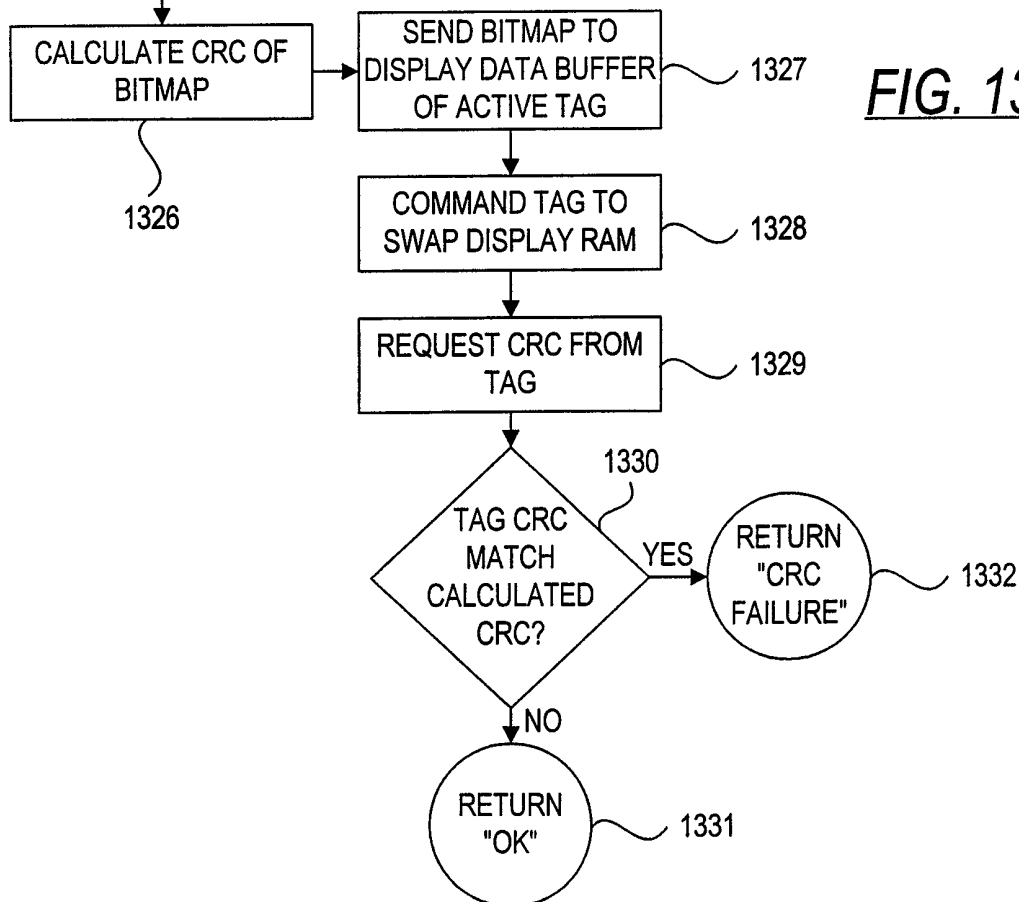 CALCULATE CRC OF
BITMAP
1326
SEND BITMAP TO
DISPLAY DATA BUFFER
OF ACTIVE TAG
1327
FIG. 13
COMMAND TAG TO
SWAP DISPLAY RAM
1328
REQUEST CRC FROM
TAG
1329
1330
TAG CRC
MATCH
CALCULATED
CRC?
YES
RETURN
"CRC
FAILURE"
1332
NO
RETURN
"OK"
1331